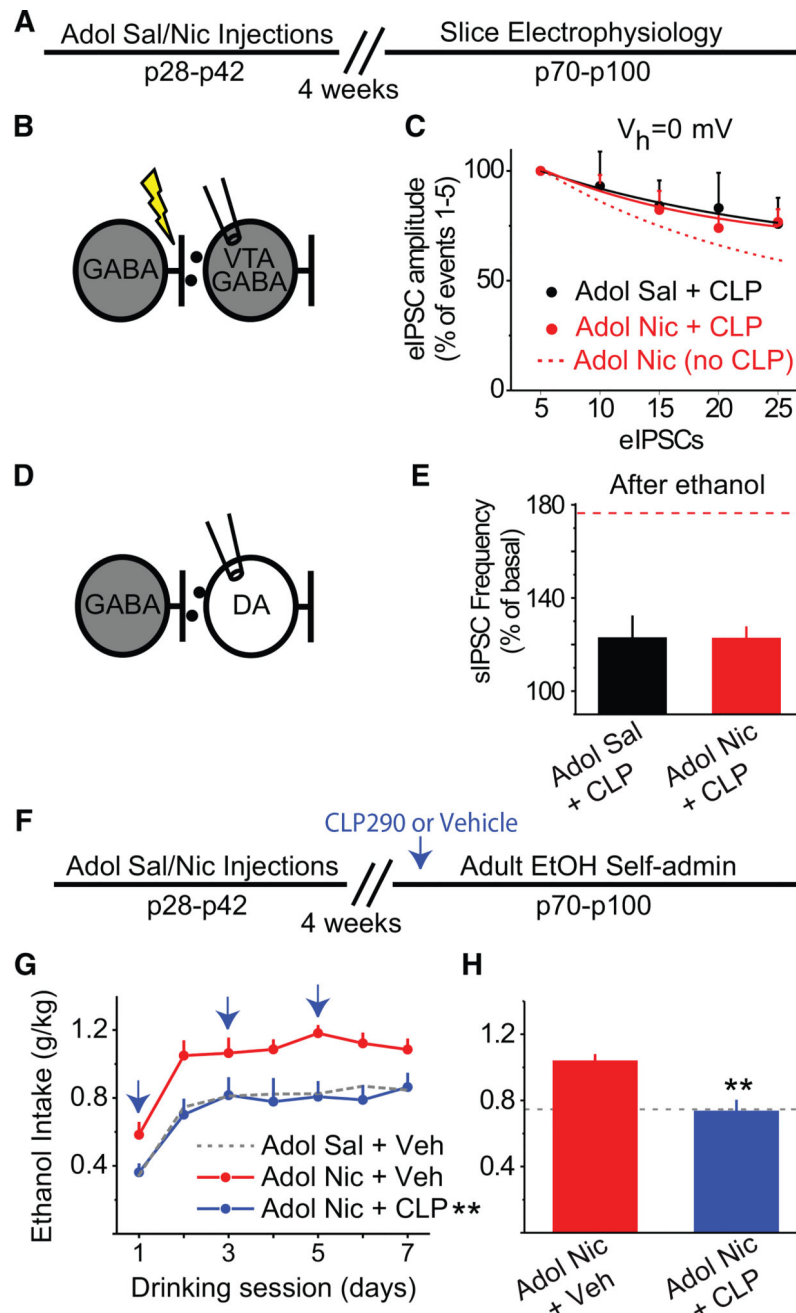 A
Adol Sal/Nic Injections
Slice Electrophysiology
p28-p42
4 weeks
p70-p100
B
GABA
VTA
GABA
C
Vh=0 mV
eIPSC amplitude
(% of events 1-5)
100
50
0
Adol Sal + CLP
Adol Nic + CLP
Adol Nic (no CLP)
5 10 15 20 25
eIPSCs
D
GABA
DA
E
After ethanol
sIPSC Frequency
(% of basal)
180
140
100
Adol Sal
+ CLP
Adol Nic
+ CLP
F
CLP290 or Vehicle
Adol Sal/Nic Injections
Adult EtOH Self-admin
p28-p42
4 weeks
p70-p100
G
Ethanol Intake (g/kg)
1.2
0.8
0.4
Adol Sal + Veh
Adol Nic + Veh
Adol Nic + CLP **
1 3 5 7
Drinking session (days)
H
1.2
0.8
0.4
**
Adol Nic
+ Veh
Adol Nic
+ CLP